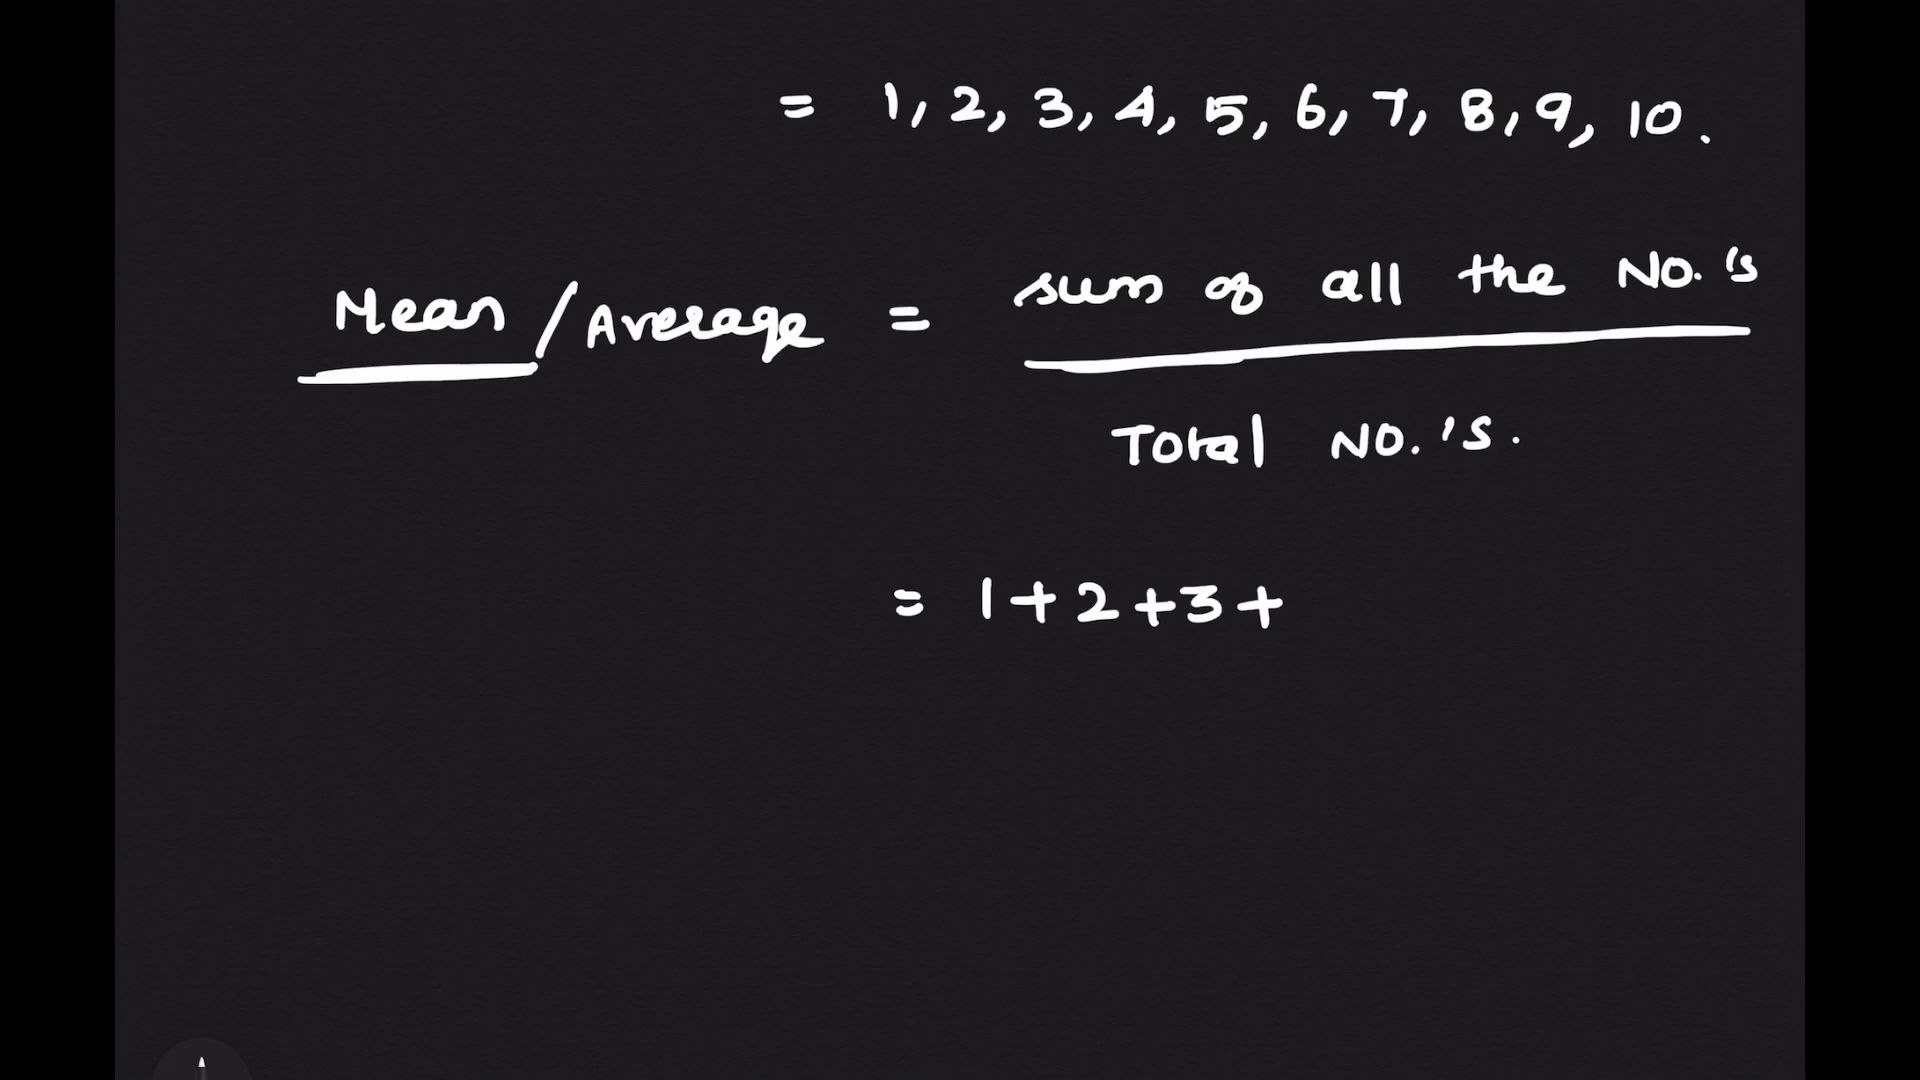 = 1, 2, 3, 4, 5, 6, 7, 8, 9, 10.
Mean / Average = sum of all the No.'s
Total NO.'s.
= 1+2+3+